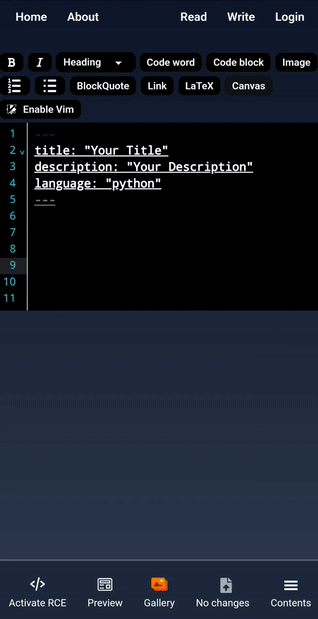 Home About Read Write Login
B I Heading Code word Code block Image
BlockQuote Link LaTeX Canvas
Enable Vim
1 ---
2 title: "Your Title"
3 description: "Your Description"
4 language: "python"
5 ---
6
7
8
9
10
11
Activate RCE Preview Gallery No changes Contents